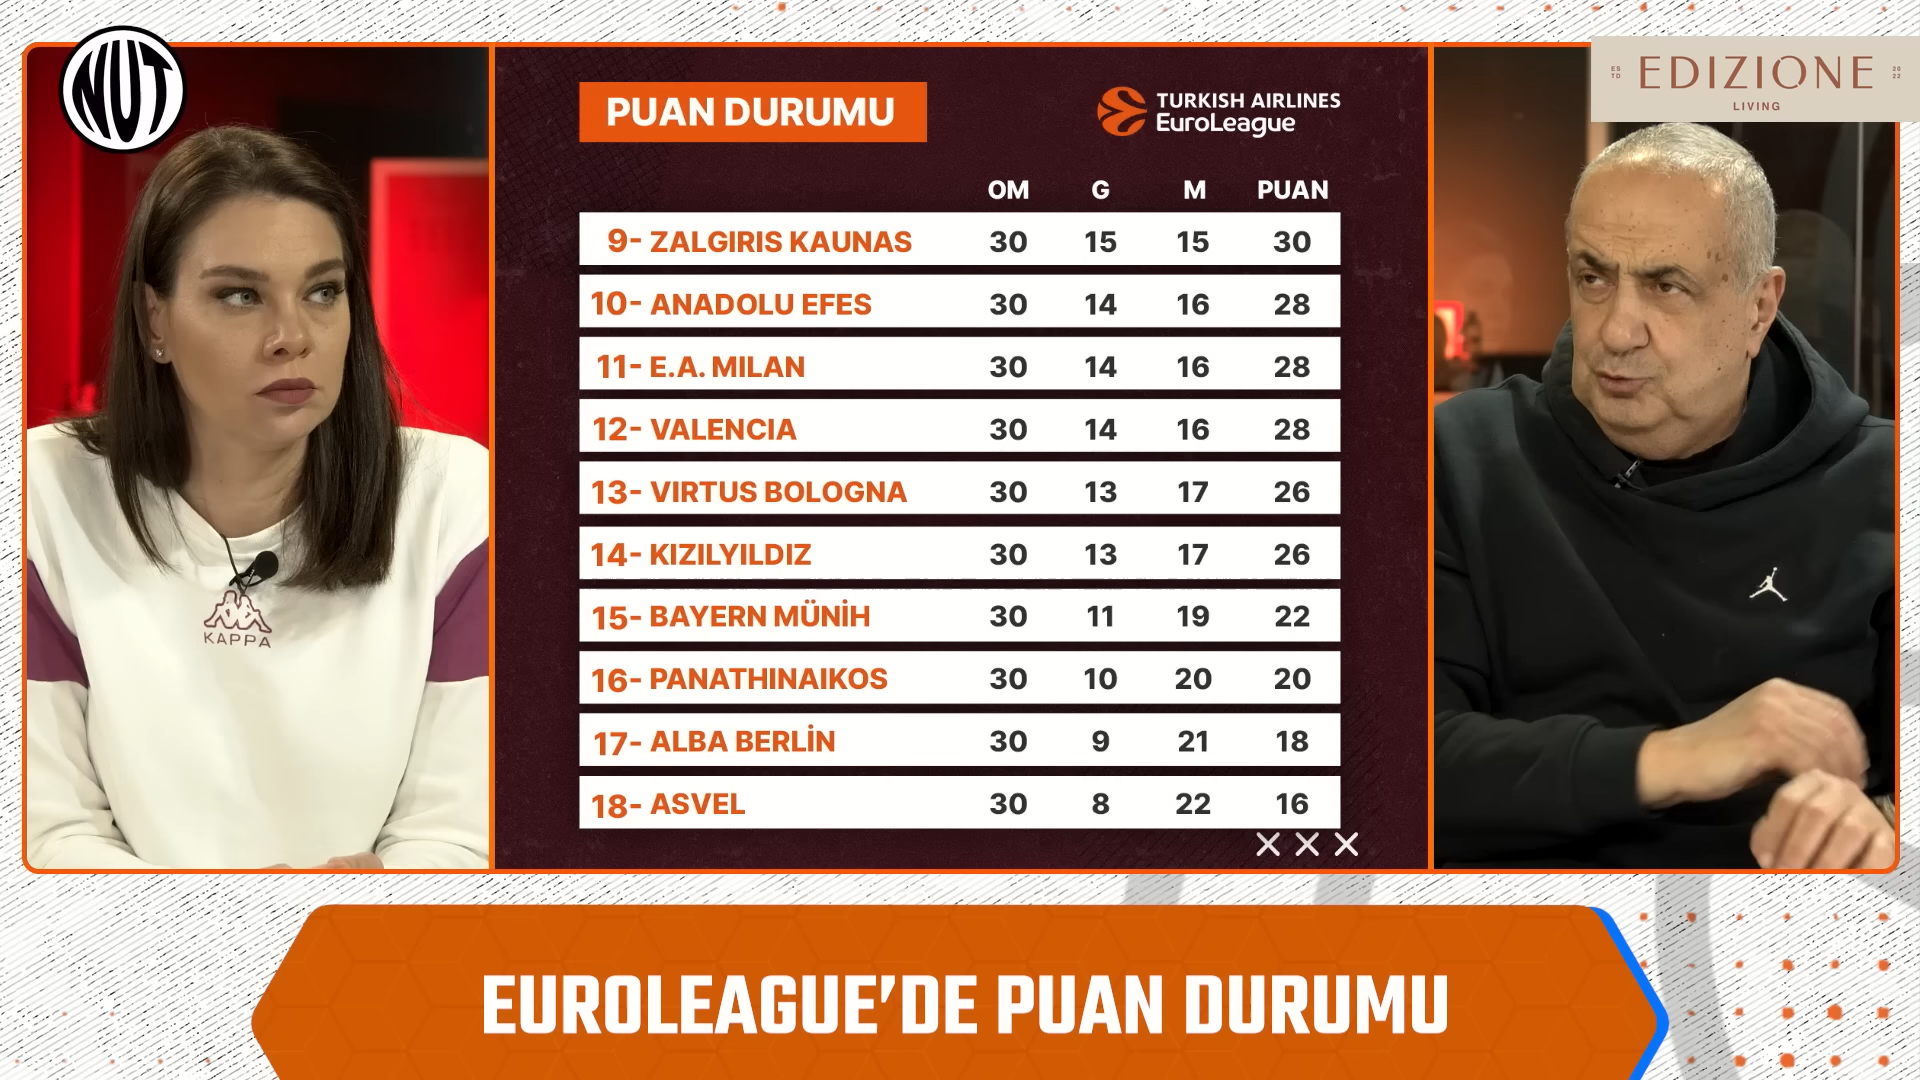 NUT
ES
TD
EDIZIONE
20
22
LIVING
PUAN DURUMU
TURKISH AIRLINES
EuroLeague
OM G M PUAN
9- ZALGIRIS KAUNAS 30 15 15 30
10- ANADOLU EFES 30 14 16 28
11- E.A. MILAN 30 14 16 28
12- VALENCIA 30 14 16 28
13- VIRTUS BOLOGNA 30 13 17 26
14- KIZILYILDIZ 30 13 17 26
15- BAYERN MÜNİH 30 11 19 22
16- PANATHINAIKOS 30 10 20 20
17- ALBA BERLİN 30 9 21 18
18- ASVEL 30 8 22 16
KAPPA
EUROLEAGUE’DE PUAN DURUMU